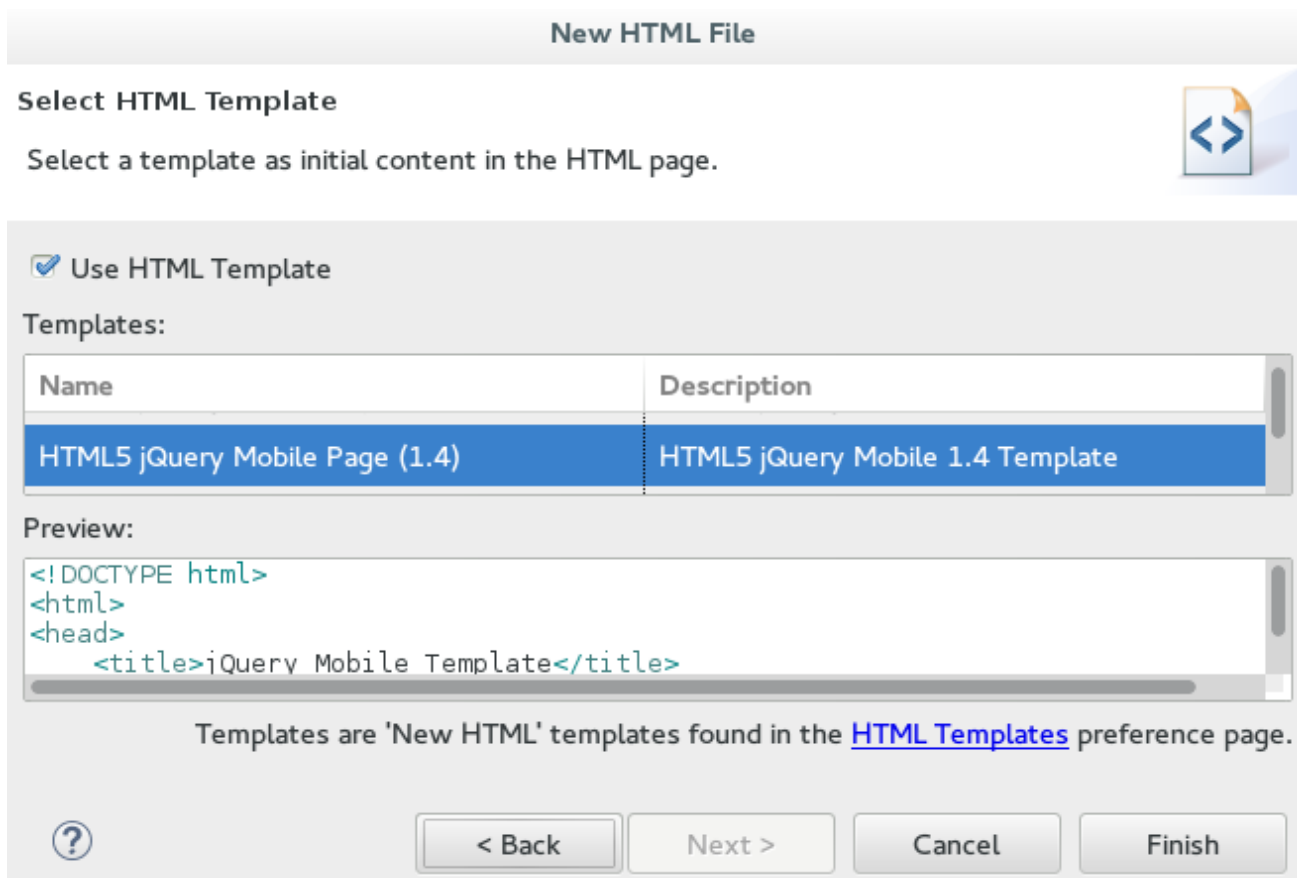 New HTML File
Select HTML Template
Select a template as initial content in the HTML page.
Use HTML Template
Templates:
Name Description
HTML5 jQuery Mobile Page (1.4) HTML5 jQuery Mobile 1.4 Template
Preview:
<!DOCTYPE html>
<html>
<head>
<title>jQuery Mobile Template</title>
Templates are 'New HTML' templates found in the HTML Templates preference page.
< Back Next > Cancel Finish